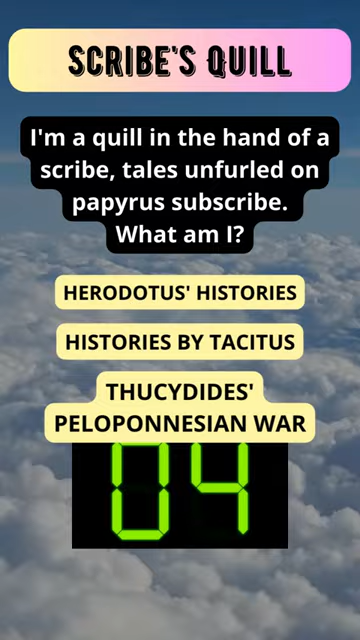 SCRIBE'S QUILL
I'm a quill in the hand of a
scribe, tales unfurled on
papyrus subscribe.
What am I?
HERODOTUS' HISTORIES
HISTORIES BY TACITUS
THUCYDIDES'
PELOPONNESIAN WAR
04